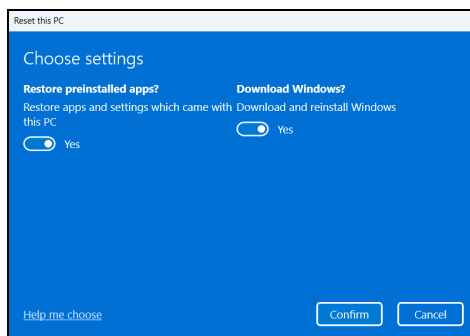 Reset this PC
Choose settings
Restore preinstalled apps?
Restore apps and settings which came with
this PC
Yes
Download Windows?
Download and reinstall Windows
Yes
Help me choose
Confirm
Cancel